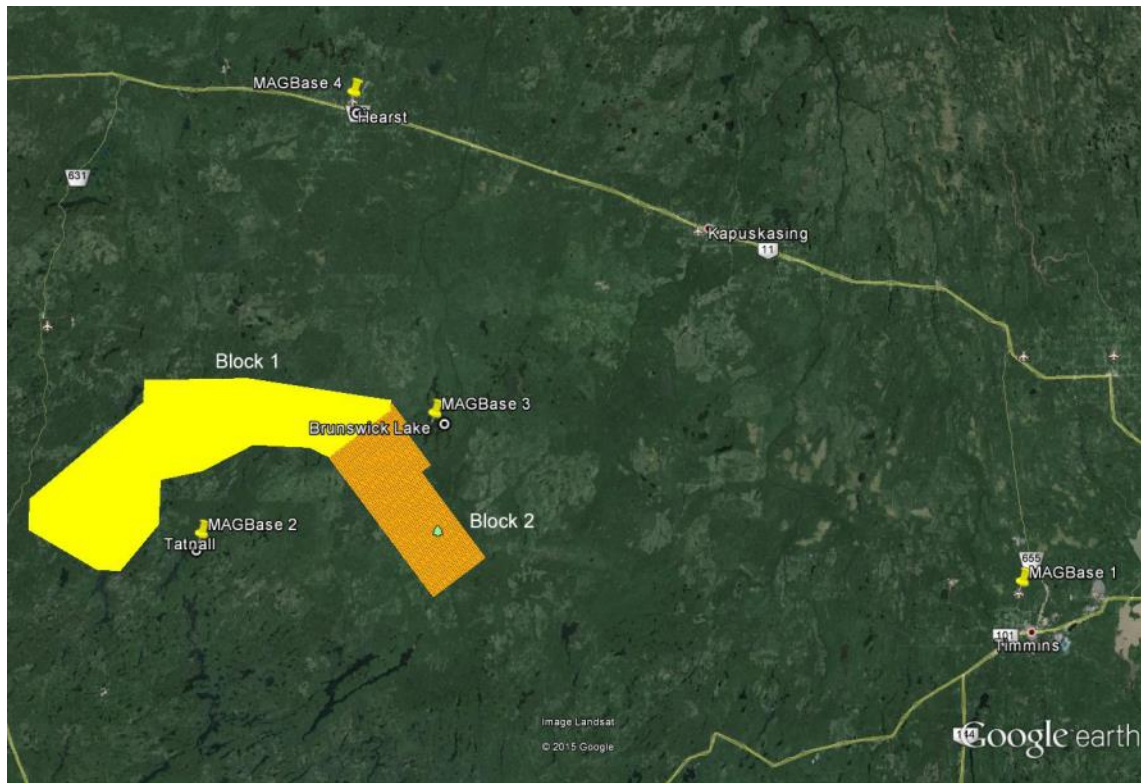 MAGBase 4
Hearst
631
Kapuskasing
11
Block 1
MAGBase 3
Brunswick Lake
MAGBase 2
Tatnall
Block 2
655
MAGBase 1
101
Timmins
Image Landsat
© 2015 Google
144
Google earth